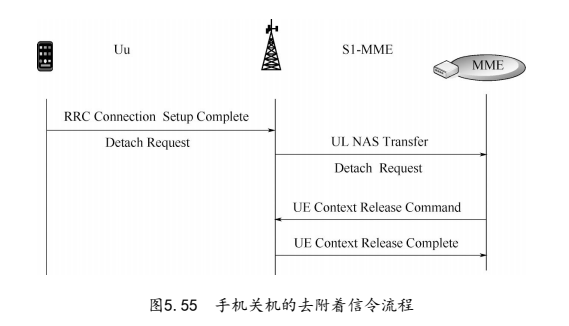 Uu
S1-MME
MME
RRC Connection Setup Complete
Detach Request
UL NAS Transfer
Detach Request
UE Context Release Command
UE Context Release Complete
图5.55 手机关机的去附着信令流程